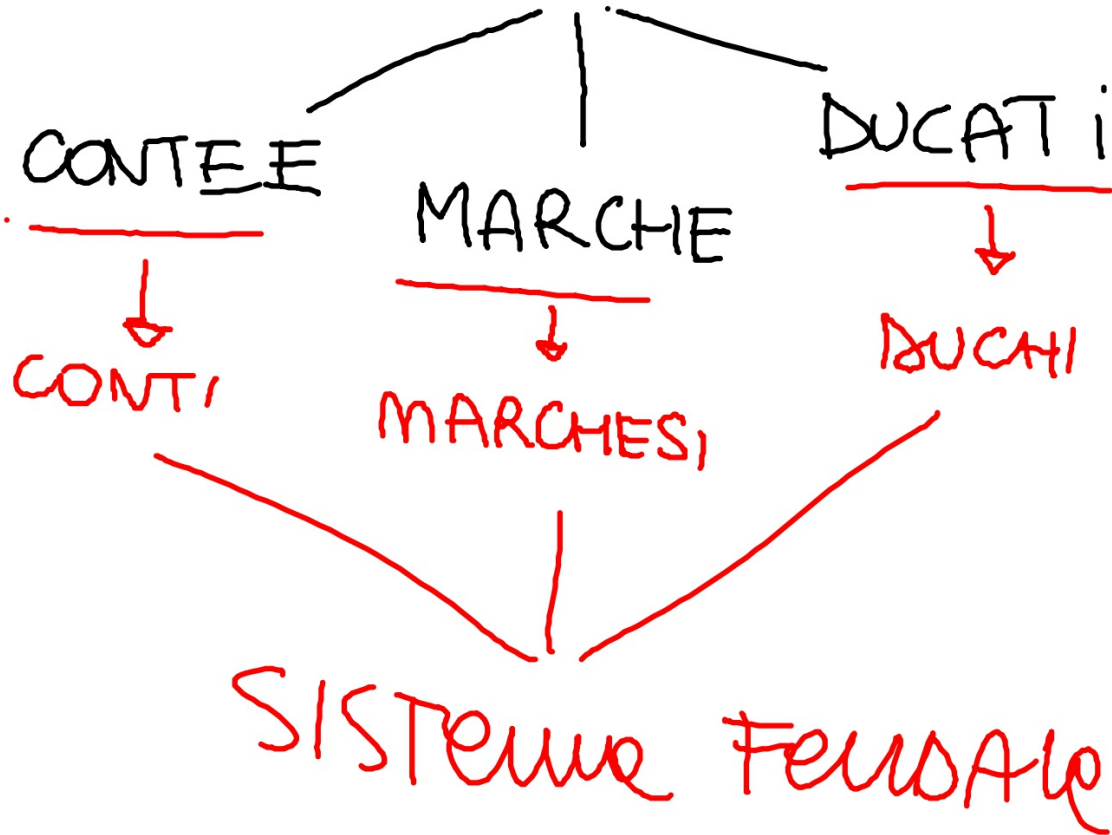 CONTEE
MARCHE
DUCATi
CONTI
MARCHESI
DUCHI
SISTema FeuDAle